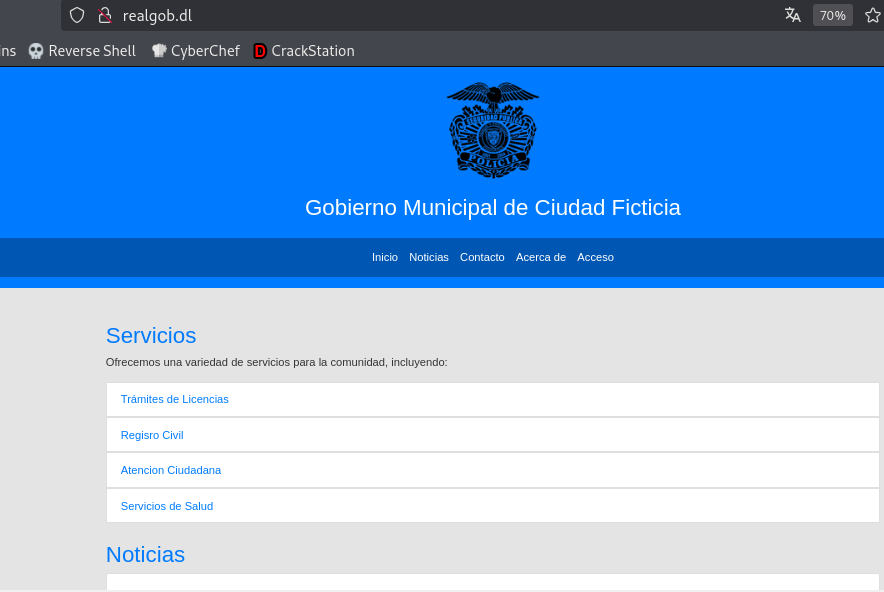 realgob.dl 70%
ns Reverse Shell CyberChef D CrackStation
SEGURIDAD PUBLICA
POLICIA
Gobierno Municipal de Ciudad Ficticia
Inicio Noticias Contacto Acerca de Acceso
Servicios
Ofrecemos una variedad de servicios para la comunidad, incluyendo:
Trámites de Licencias
Regisro Civil
Atencion Ciudadana
Servicios de Salud
Noticias